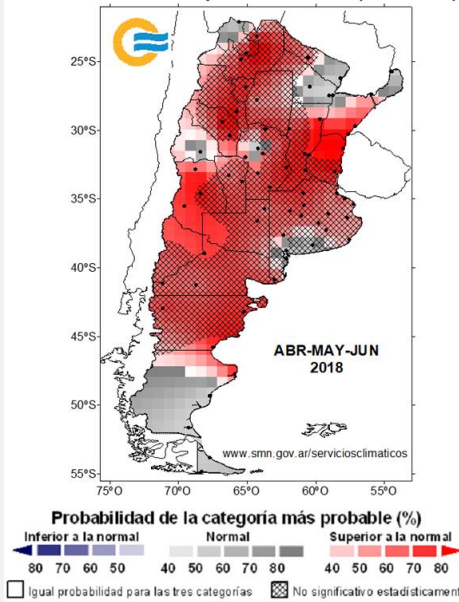 25°S
30°S
35°S
40°S
45°S
50°S
55°S
ABR-MAY-JUN
2018
www.smn.gov.ar/serviciosclimaticos
75°O 70°O 65°O 60°O 55°O
Probabilidad de la categoría más probable (%)
Inferior a la normal Normal Superior a la normal
80 70 60 50 40 50 60 70 80 40 50 60 70 80
Igual probabilidad para las tres categorías No significativo estadísticament